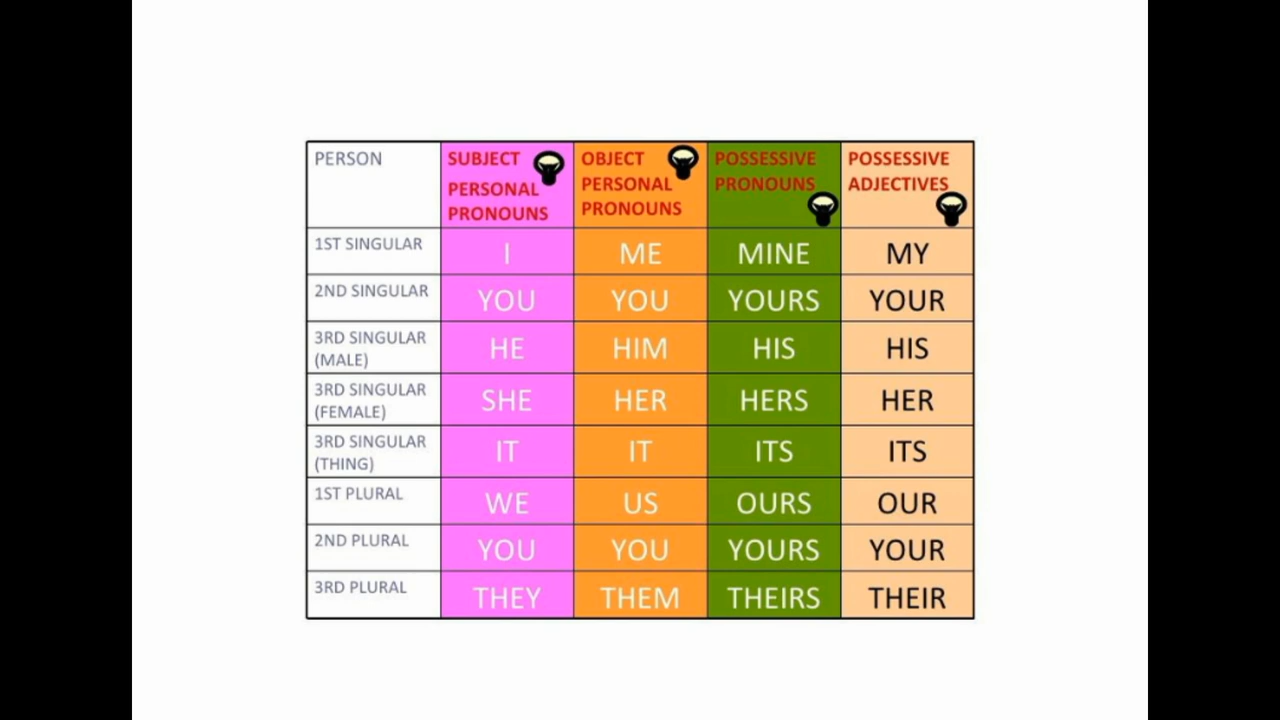 PERSON
SUBJECT
PERSONAL
PRONOUNS
OBJECT
PERSONAL
PRONOUNS
POSSESSIVE
PRONOUNS
POSSESSIVE
ADJECTIVES
1ST SINGULAR
I
ME
MINE
MY
2ND SINGULAR
YOU
YOU
YOURS
YOUR
3RD SINGULAR
(MALE)
HE
HIM
HIS
HIS
3RD SINGULAR
(FEMALE)
SHE
HER
HERS
HER
3RD SINGULAR
(THING)
IT
IT
ITS
ITS
1ST PLURAL
WE
US
OURS
OUR
2ND PLURAL
YOU
YOU
YOURS
YOUR
3RD PLURAL
THEY
THEM
THEIRS
THEIR